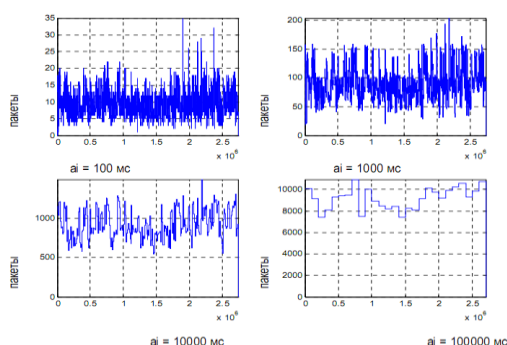 35
30
25
20
15
10
5
0
пакеты
0 0.5 1 1.5 2 2.5
x 10⁶
ai = 100 мс
200
150
100
50
0
пакеты
0 0.5 1 1.5 2 2.5
x 10⁶
ai = 1000 мс
1000
500
0
пакеты
0 0.5 1 1.5 2 2.5
x 10⁶
ai = 10000 мс
10000
8000
6000
4000
2000
0
пакеты
0 0.5 1 1.5 2 2.5
x 10⁶
ai = 100000 мс